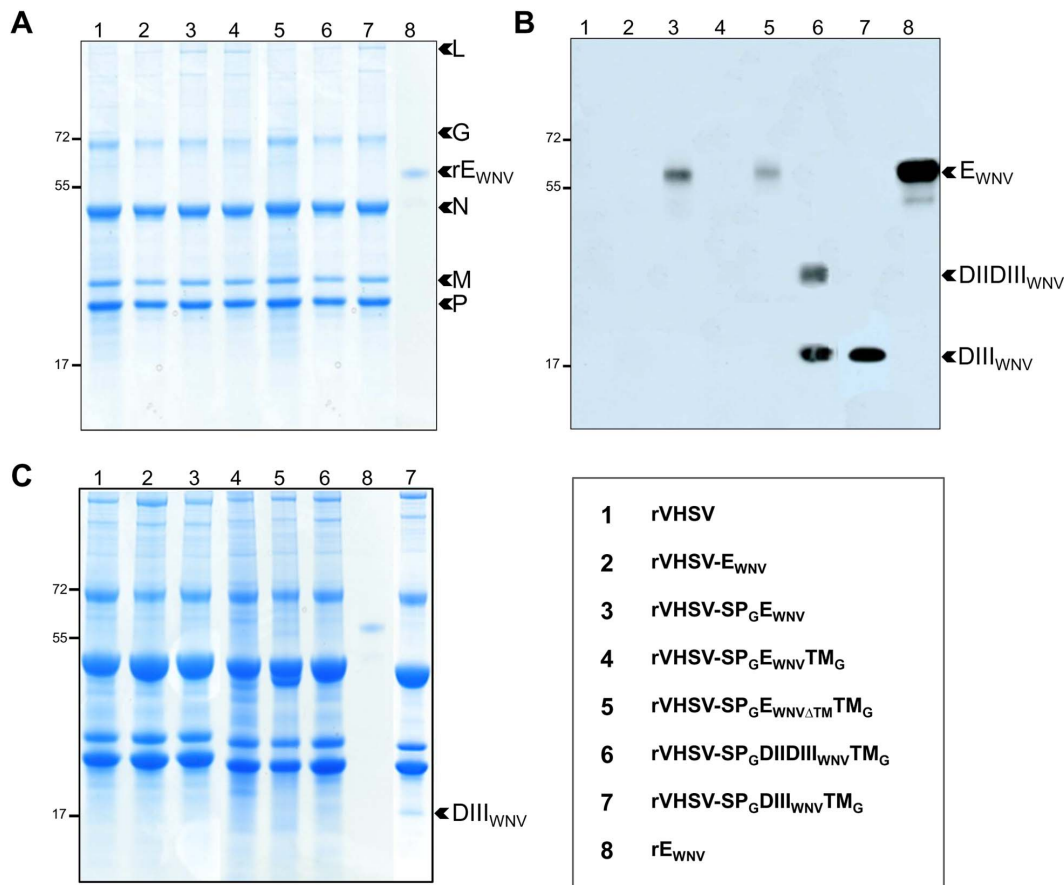 A
1 2 3 4 5 6 7 8
L
G
72
rEWNV
55
N
M
P
17
B
1 2 3 4 5 6 7 8
72
EWNV
55
DIIDIIIWNV
DIIIWNV
17
C
1 2 3 4 5 6 8 7
72
55
17
DIIIWNV
1 rVHSV
2 rVHSV-EWNV
3 rVHSV-SPGEWNV
4 rVHSV-SPGEWNVTMG
5 rVHSV-SPGEWNVΔTMTMG
6 rVHSV-SPGDIIDIIIWNVTMG
7 rVHSV-SPGDIIIWNVTMG
8 rEWNV